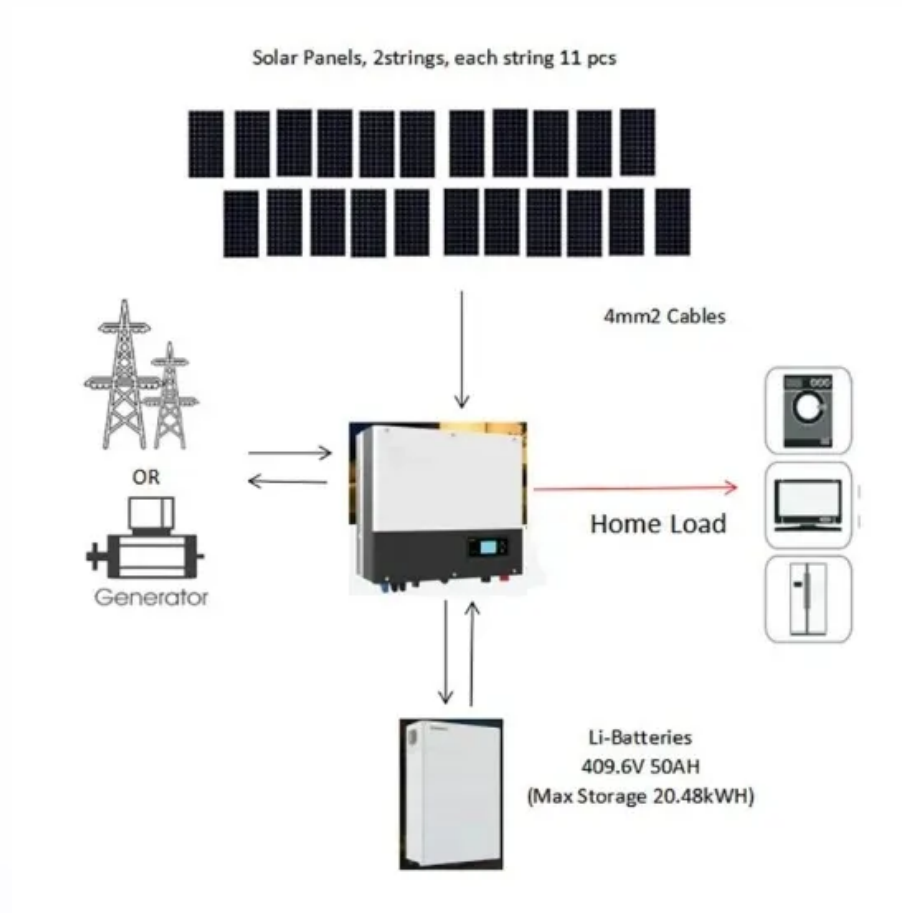 Solar Panels, 2strings, each string 11 pcs
4mm2 Cables
OR
Generator
Home Load
Li-Batteries
409.6V 50AH
(Max Storage 20.48kWH)